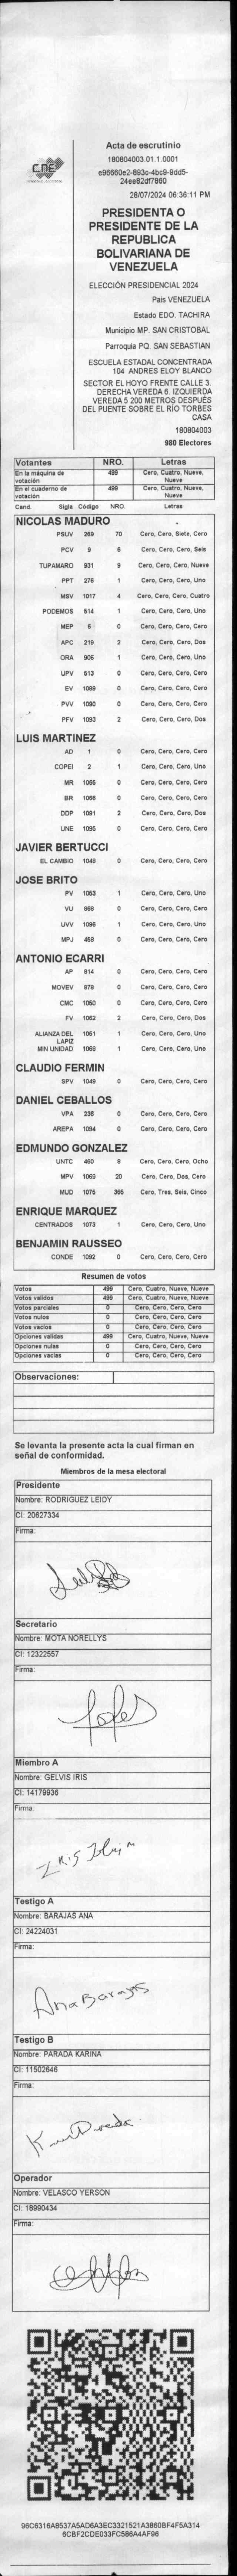 CNE
Acta de escrutinio
180804003.01.1.0001
e96660e2-893c-4bc9-9dd5-
24ee82df7860
28/07/2024 06:36:11 PM
PRESIDENTA O
PRESIDENTE DE LA
REPUBLICA
BOLIVARIANA DE
VENEZUELA
ELECCIÓN PRESIDENCIAL 2024
País VENEZUELA
Estado EDO. TACHIRA
Municipio MP. SAN CRISTOBAL
Parroquia PQ. SAN SEBASTIAN
ESCUELA ESTADAL CONCENTRADA
104 ANDRES ELOY BLANCO
SECTOR EL HOYO FRENTE CALLE 3.
DERECHA VEREDA 6. IZQUIERDA
VEREDA 5 200 METROS DESPUÉS
DEL PUENTE SOBRE EL RÍO TORBES
CASA
180804003
980 Electores
Votantes NRO. Letras
En la máquina de votación 499 Cero, Cuatro, Nueve, Nueve
En el cuaderno de votación 499 Cero, Cuatro, Nueve, Nueve
Cand. Sigla Código NRO. Letras
NICOLAS MADURO
PSUV 269 70 Cero, Cero, Siete, Cero
PCV 9 6 Cero, Cero, Cero, Seis
TUPAMARO 931 9 Cero, Cero, Cero, Nueve
PPT 276 1 Cero, Cero, Cero, Uno
MSV 1017 4 Cero, Cero, Cero, Cuatro
PODEMOS 514 1 Cero, Cero, Cero, Uno
MEP 6 0 Cero, Cero, Cero, Cero
APC 219 2 Cero, Cero, Cero, Dos
ORA 906 1 Cero, Cero, Cero, Uno
UPV 613 0 Cero, Cero, Cero, Cero
EV 1089 0 Cero, Cero, Cero, Cero
PVV 1090 0 Cero, Cero, Cero, Cero
PFV 1093 2 Cero, Cero, Cero, Dos
LUIS MARTINEZ
AD 1 0 Cero, Cero, Cero, Cero
COPEI 2 1 Cero, Cero, Cero, Uno
MR 1055 0 Cero, Cero, Cero, Cero
BR 1066 0 Cero, Cero, Cero, Cero
DDP 1091 2 Cero, Cero, Cero, Dos
UNE 1095 0 Cero, Cero, Cero, Cero
JAVIER BERTUCCI
EL CAMBIO 1048 0 Cero, Cero, Cero, Cero
JOSE BRITO
PV 1053 1 Cero, Cero, Cero, Uno
VU 868 0 Cero, Cero, Cero, Cero
UVV 1096 1 Cero, Cero, Cero, Uno
MPJ 458 0 Cero, Cero, Cero, Cero
ANTONIO ECARRI
AP 814 0 Cero, Cero, Cero, Cero
MOVEV 978 0 Cero, Cero, Cero, Cero
CMC 1050 0 Cero, Cero, Cero, Cero
FV 1062 2 Cero, Cero, Cero, Dos
ALIANZA DEL LAPIZ 1051 1 Cero, Cero, Cero, Uno
MIN UNIDAD 1068 1 Cero, Cero, Cero, Uno
CLAUDIO FERMIN
SPV 1049 0 Cero, Cero, Cero, Cero
DANIEL CEBALLOS
VPA 236 0 Cero, Cero, Cero, Cero
AREPA 1094 0 Cero, Cero, Cero, Cero
EDMUNDO GONZALEZ
UNTC 460 8 Cero, Cero, Cero, Ocho
MPV 1069 20 Cero, Cero, Dos, Cero
MUD 1075 365 Cero, Tres, Seis, Cinco
ENRIQUE MARQUEZ
CENTRADOS 1073 1 Cero, Cero, Cero, Uno
BENJAMIN RAUSSEO
CONDE 1092 0 Cero, Cero, Cero, Cero
Resumen de votos
Votos 499 Cero, Cuatro, Nueve, Nueve
Votos validos 499 Cero, Cuatro, Nueve, Nueve
Votos parciales 0 Cero, Cero, Cero, Cero
Votos nulos 0 Cero, Cero, Cero, Cero
Votos vacios 0 Cero, Cero, Cero, Cero
Opciones validas 499 Cero, Cuatro, Nueve, Nueve
Opciones nulas 0 Cero, Cero, Cero, Cero
Opciones vacias 0 Cero, Cero, Cero, Cero
Observaciones:
Se levanta la presente acta la cual firman en
señal de conformidad.
Miembros de la mesa electoral
Presidente
Nombre: RODRIGUEZ LEIDY
CI: 20627334
Firma:
Secretario
Nombre: MOTA NORELLYS
CI: 12322557
Firma:
Miembro A
Nombre: GELVIS IRIS
CI: 14179936
Firma:
Testigo A
Nombre: BARAJAS ANA
CI: 24224031
Firma:
Ana Barajas
Testigo B
Nombre: PARADA KARINA
CI: 11502646
Firma:
Operador
Nombre: VELASCO YERSON
CI: 18990434
Firma:
96C6316A8537A5AD6A3EC3321521A3860BF4F5A314
6CBF2CDE033FC586A4AF96